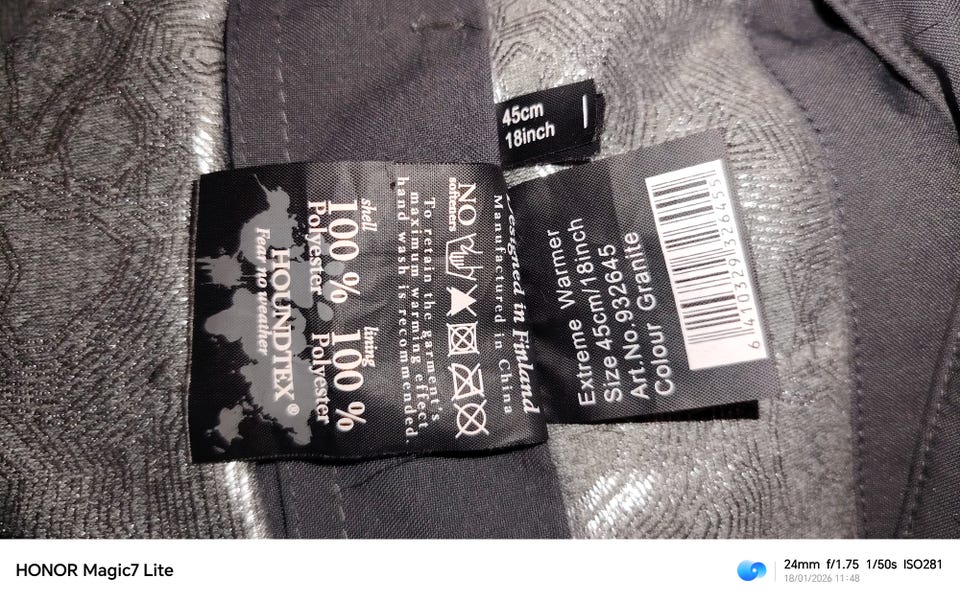 45cm
18inch
HOUNDTEX®
Fear no weather
shell lining
100 % 100 %
Polyester Polyester
To retain the garment's
maximum warming effect
hand wash is recommended.
NO
softeners
Designed in Finland
Manufactured in China
Extreme Warmer
Size 45cm/18inch
Art.No.932645
Colour Granite
6410329326455
HONOR Magic7 Lite
24mm f/1.75 1/50s ISO281
18/01/2026 11:48